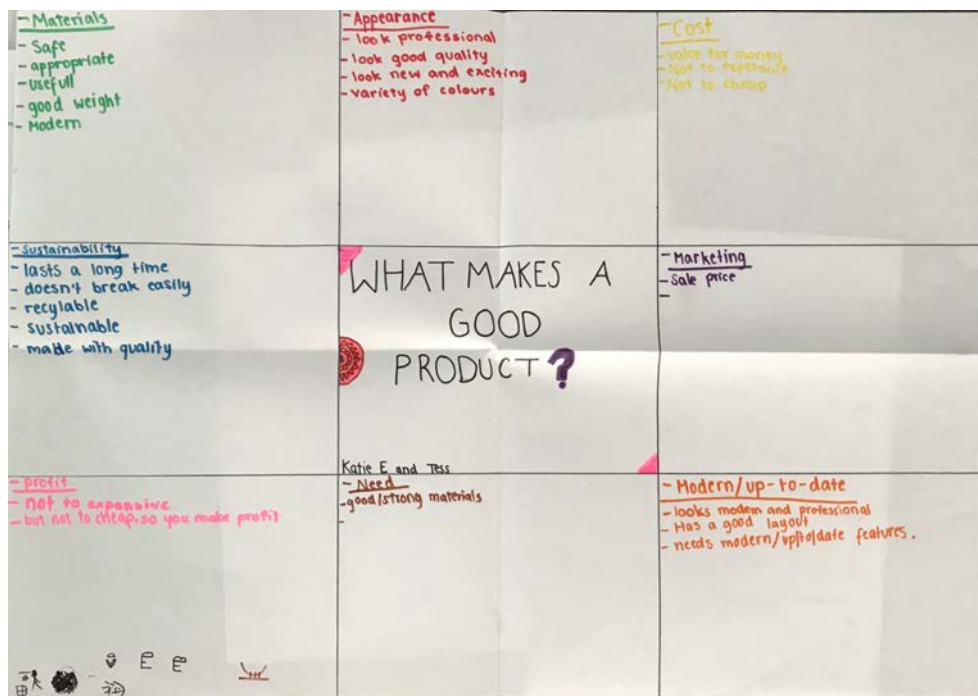 - Materials
- Safe
- appropriate
- usefull
- good weight
- Modern
- Appearance
- look professional
- look good quality
- look new and exciting
- variety of colours
- Cost
- value for money
- Not to expensive
- Not to cheap
- Sustainability
- lasts a long time
- doesn't break easily
- recylable
- sustainable
- made with quality
WHAT MAKES A
GOOD
PRODUCT?
Katie E and Tess
- Marketing
- Sale price
-
- profit
- not to expensive
- but not to cheap, so you make profit
- Need
- good/strong materials
-
- Modern/up-to-date
- looks modern and professional
- Has a good layout
- needs modern/up/to/date features.
E E